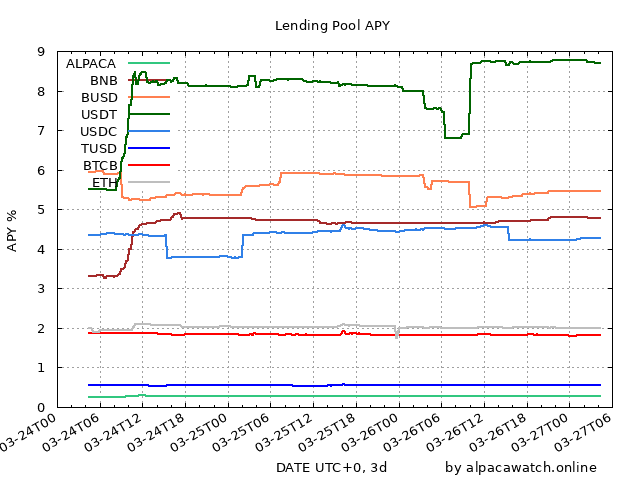 Lending Pool APY
APY %
9
8
7
6
5
4
3
2
1
0
ALPACA
BNB
BUSD
USDT
USDC
TUSD
BTCB
ETH
03-24T00
03-24T06
03-24T12
03-24T18
03-25T00
03-25T06
03-25T12
03-25T18
03-26T00
03-26T06
03-26T12
03-26T18
03-27T00
03-27T06
DATE UTC+0, 3d
by alpacawatch.online